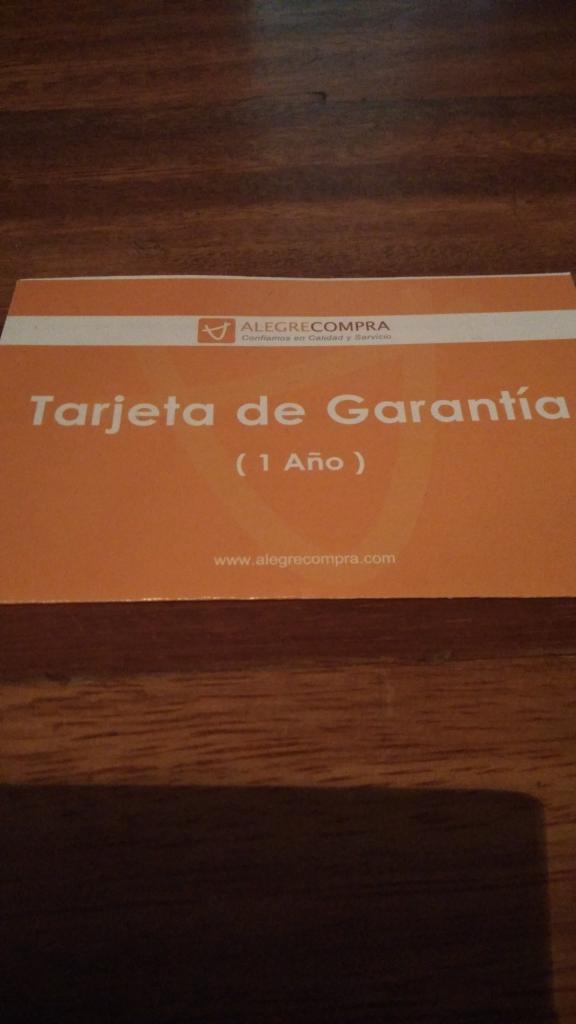 ALEGRECOMPRA
Confiamos en Calidad y Servicio
Tarjeta de Garantía
( 1 Año )
www.alegrecompra.com